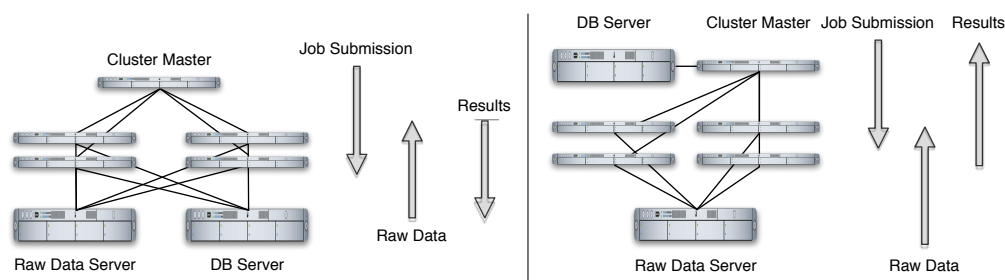 Cluster Master
Job Submission
Results
Raw Data
Raw Data Server
DB Server
DB Server
Cluster Master
Job Submission
Results
Raw Data Server
Raw Data